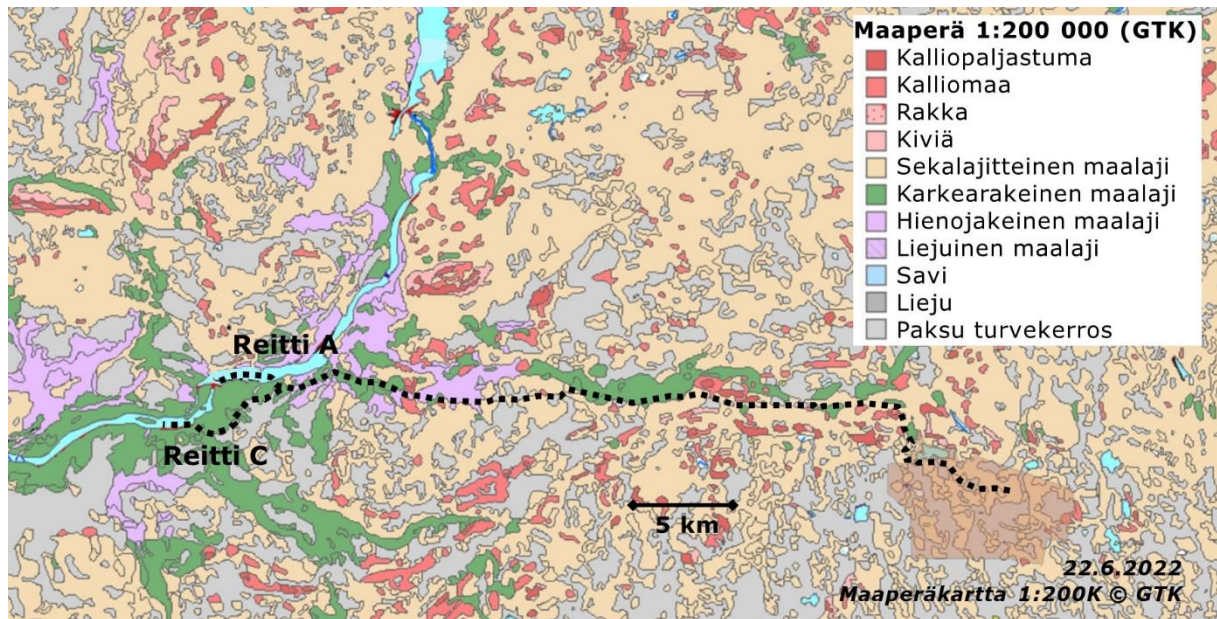 Maaperä 1:200 000 (GTK)
Kalliopaljastuma
Kalliomaa
Rakka
Kiviä
Sekalajitteinen maalaji
Karkearakeinen maalaji
Hienojakeinen maalaji
Liejuinen maalaji
Savi
Lieju
Paksu turvekerros
Reitti A
Reitti C
5 km
22.6.2022
Maaperäkartta 1:200K © GTK